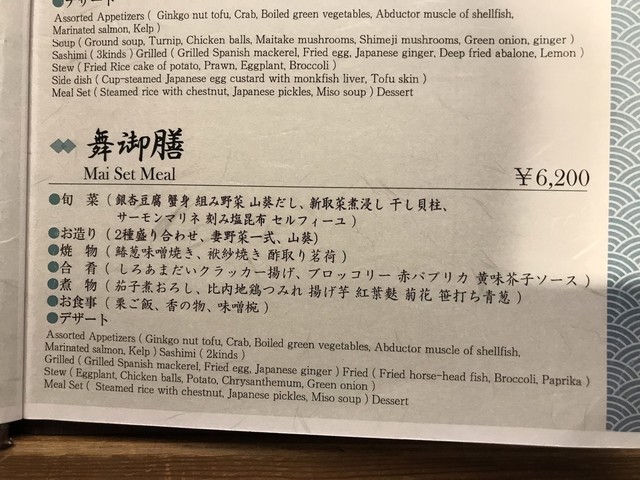 デザート
Assorted Appetizers ( Ginkgo nut tofu, Crab, Boiled green vegetables, Abductor muscle of shellfish,
Marinated salmon, Kelp )
Soup ( Ground soup, Turnip, Chicken balls, Maitake mushrooms, Shimeji mushrooms, Green onion, ginger )
Sashimi ( 3kinds ) Grilled ( Grilled Spanish mackerel, Fried egg, Japanese ginger, Deep fried abalone, Lemon )
Stew ( Fried Rice cake of potato, Prawn, Eggplant, Broccoli )
Side dish ( Cup-steamed Japanese egg custard with monkfish liver, Tofu skin )
Meal Set ( Steamed rice with chestnut, Japanese pickles, Miso soup ) Dessert
舞御膳
Mai Set Meal
￥6,200
●旬 菜 ( 銀杏豆腐 蟹身 組み野菜 山葵だし、新取菜煮浸し 干し貝柱、
サーモンマリネ 刻み塩昆布 セルフィーユ )
●お造り ( 2種盛り合わせ、妻野菜一式、山葵)
●焼 物 ( 鰆葱味噌焼き、袱紗焼き 酢取り茗荷 )
●合 肴 ( しろあまだいクラッカー揚げ、ブロッコリー 赤パプリカ 黄味芥子ソース )
●煮 物 ( 茄子煮おろし、比内地鶏つみれ 揚げ芋 紅葉麩 菊花 笹打ち青葱 )
●お食事 ( 栗ご飯、香の物、味噌椀 )
●デザート
Assorted Appetizers ( Ginkgo nut tofu, Crab, Boiled green vegetables, Abductor muscle of shellfish,
Marinated salmon, Kelp ) Sashimi ( 2kinds )
Grilled ( Grilled Spanish mackerel, Fried egg, Japanese ginger ) Fried ( Fried horse-head fish, Broccoli, Paprika )
Stew ( Eggplant, Chicken balls, Potato, Chrysanthemum, Green onion )
Meal Set ( Steamed rice with chestnut, Japanese pickles, Miso soup ) Dessert